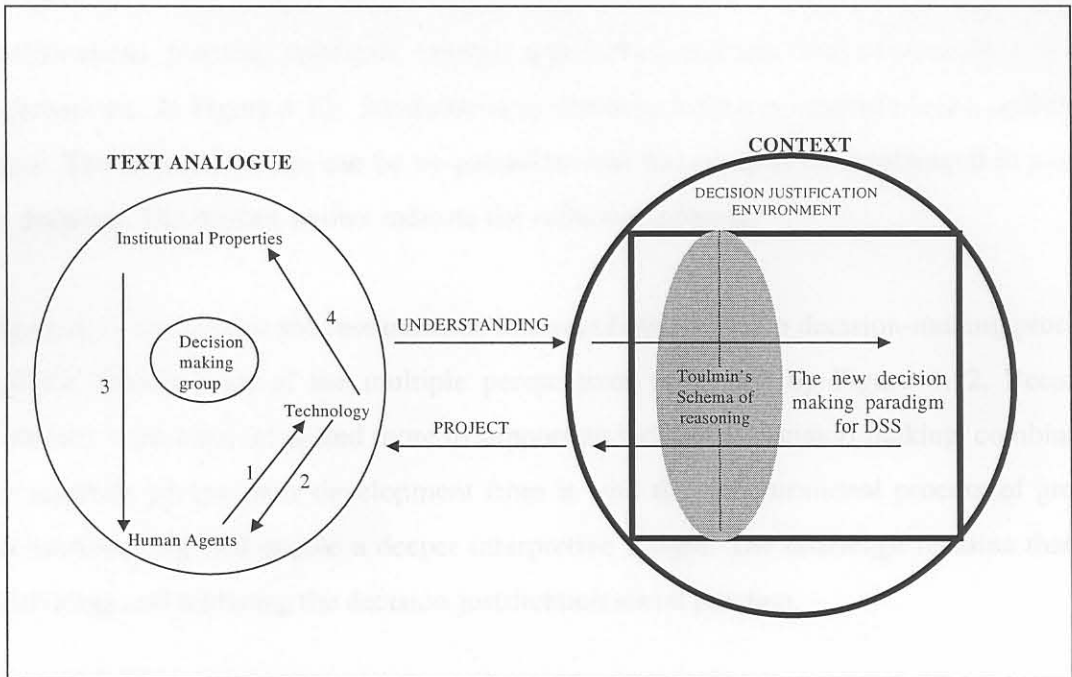 TEXT ANALOGUE
Institutional Properties
Decision
making
group
3
4
Technology
1
2
Human Agents
UNDERSTANDING
PROJECT
CONTEXT
DECISION JUSTIFICATION
ENVIRONMENT
Toulmin's
Schema of
reasoning
The new decision
making paradigm
for DSS